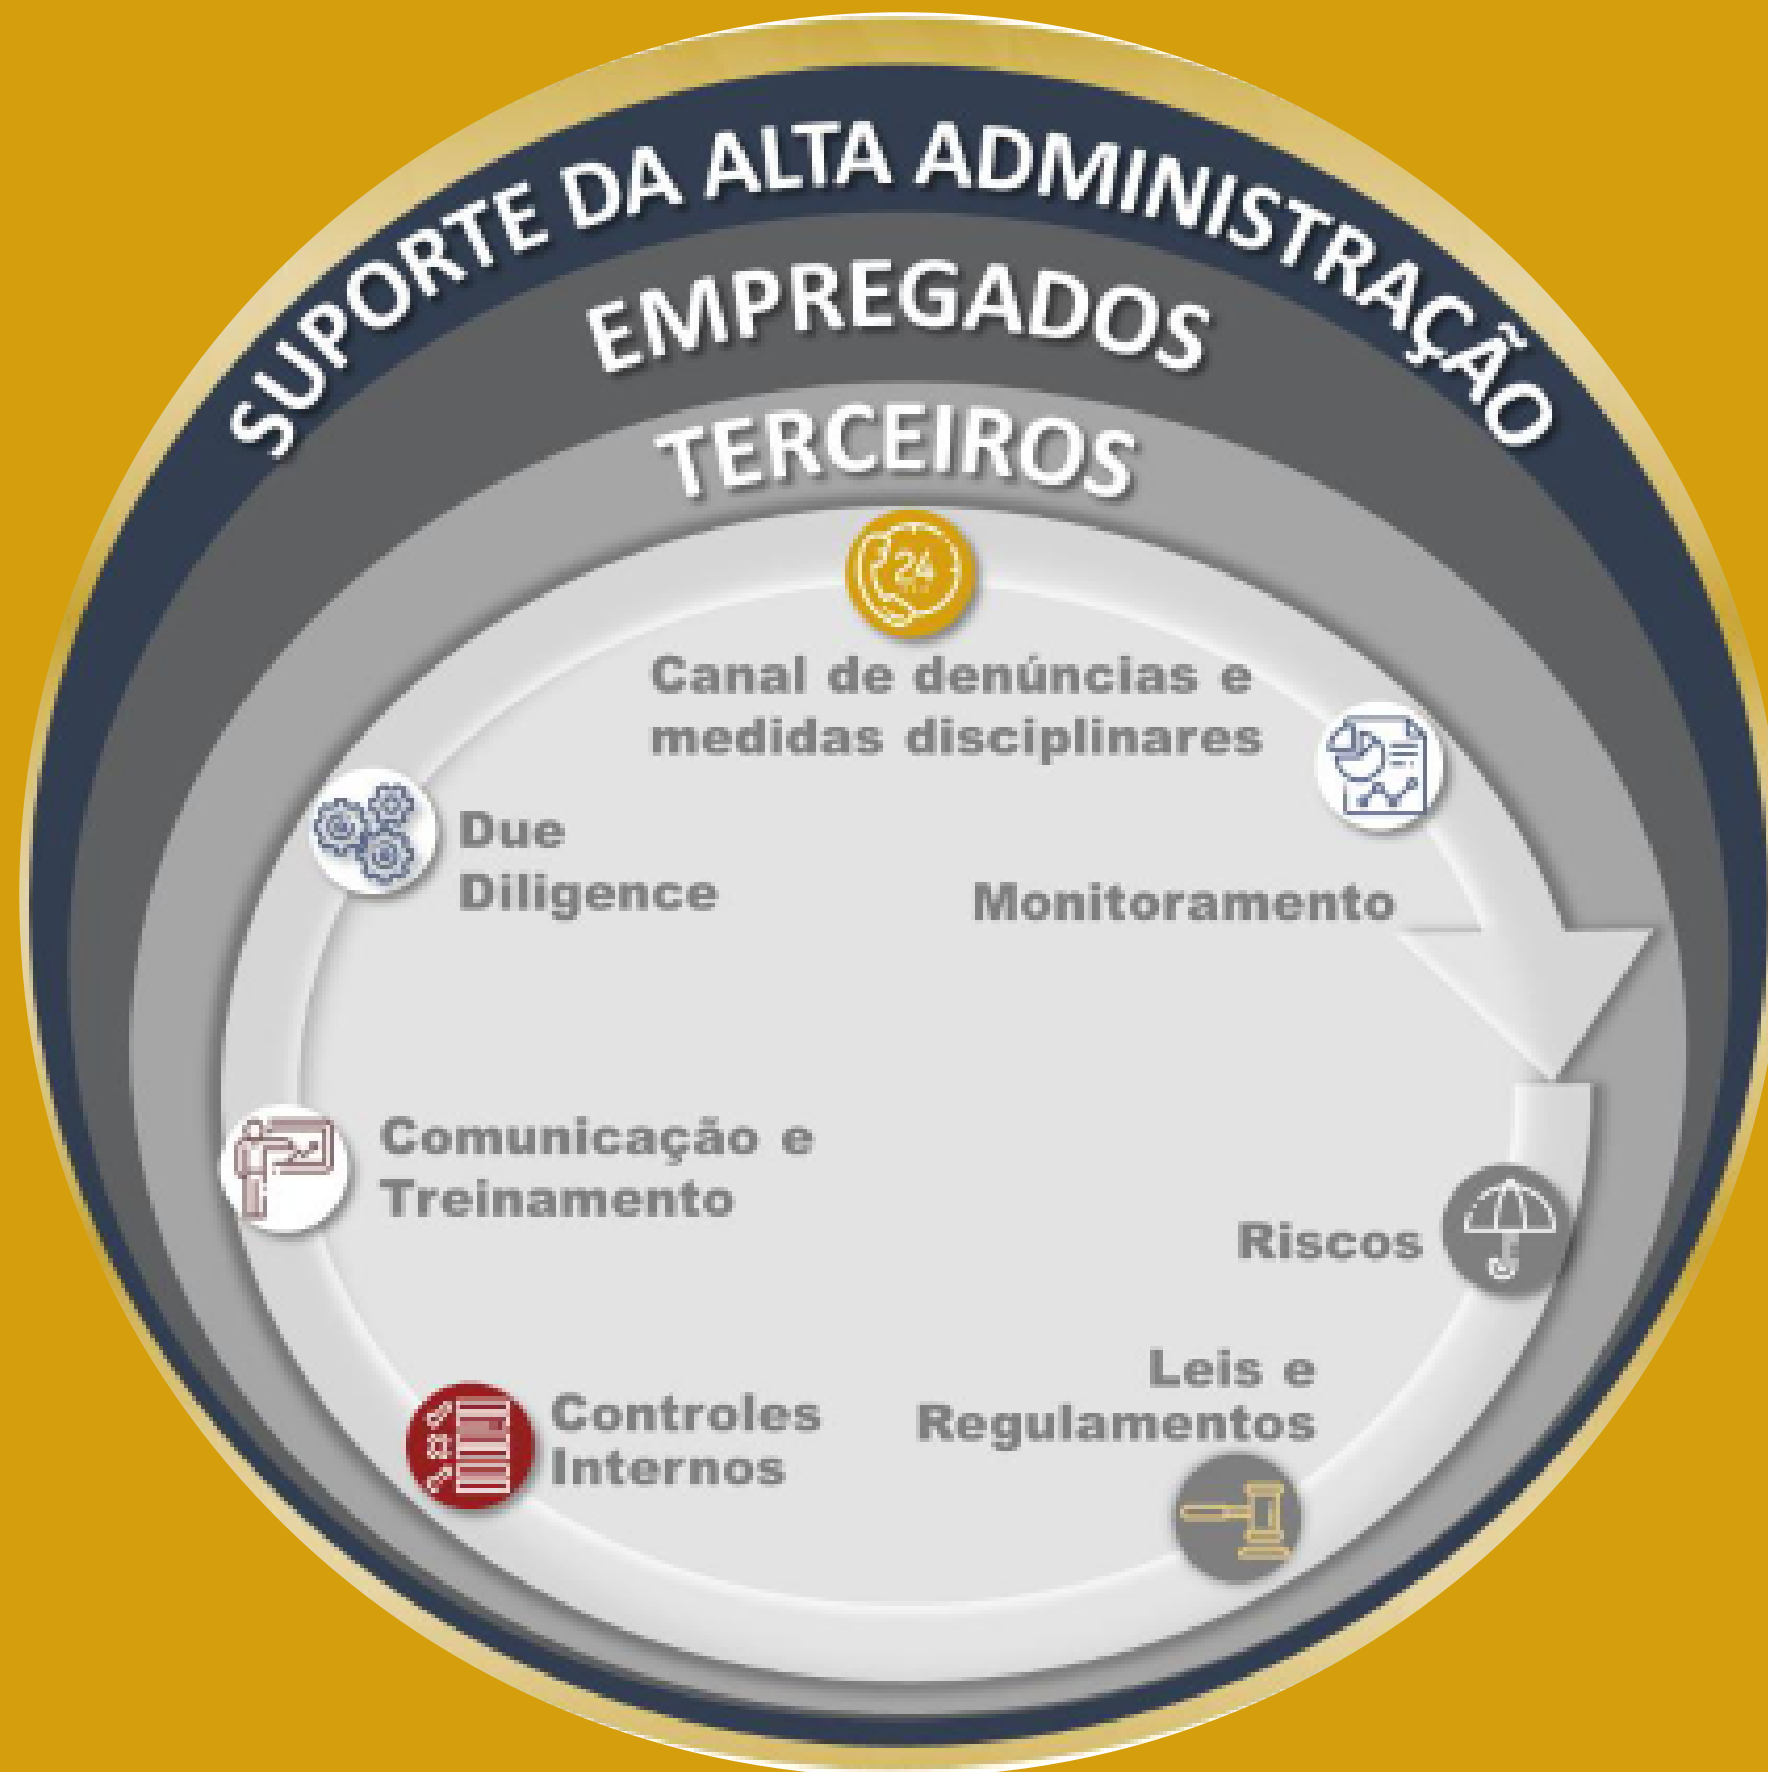 SUPORTE DA ALTA ADMINISTRAÇÃO
EMPREGADOS
TERCEIROS
24
Canal de denúncias e
medidas disciplinares
Due
Diligence
Monitoramento
Comunicação e
Treinamento
Riscos
Leis e
Regulamentos
Controles
Internos